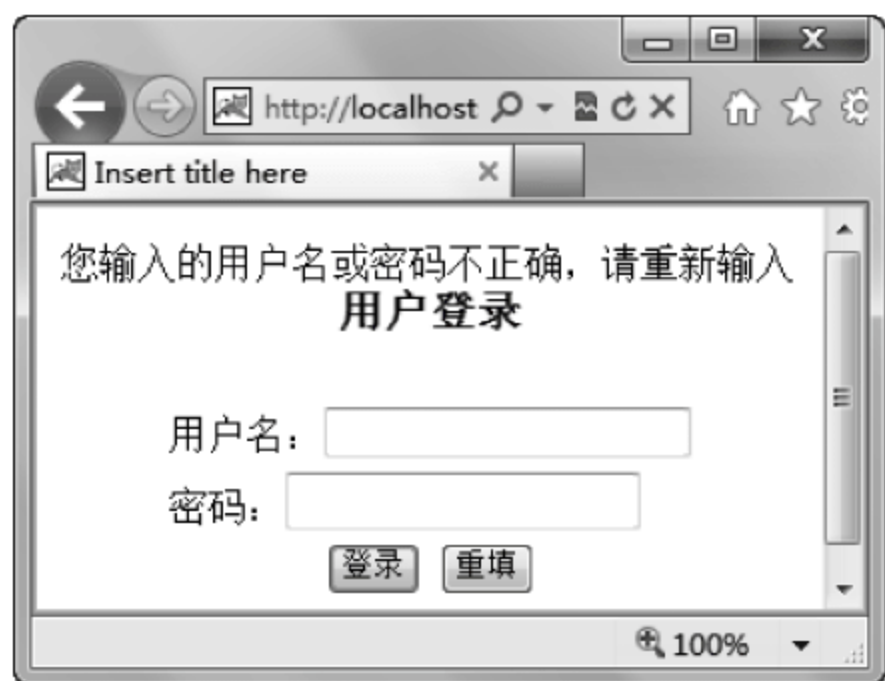 http://localhost
Insert title here
您输入的用户名或密码不正确，请重新输入
用户登录
用户名：
密码：
登录 重填
100%